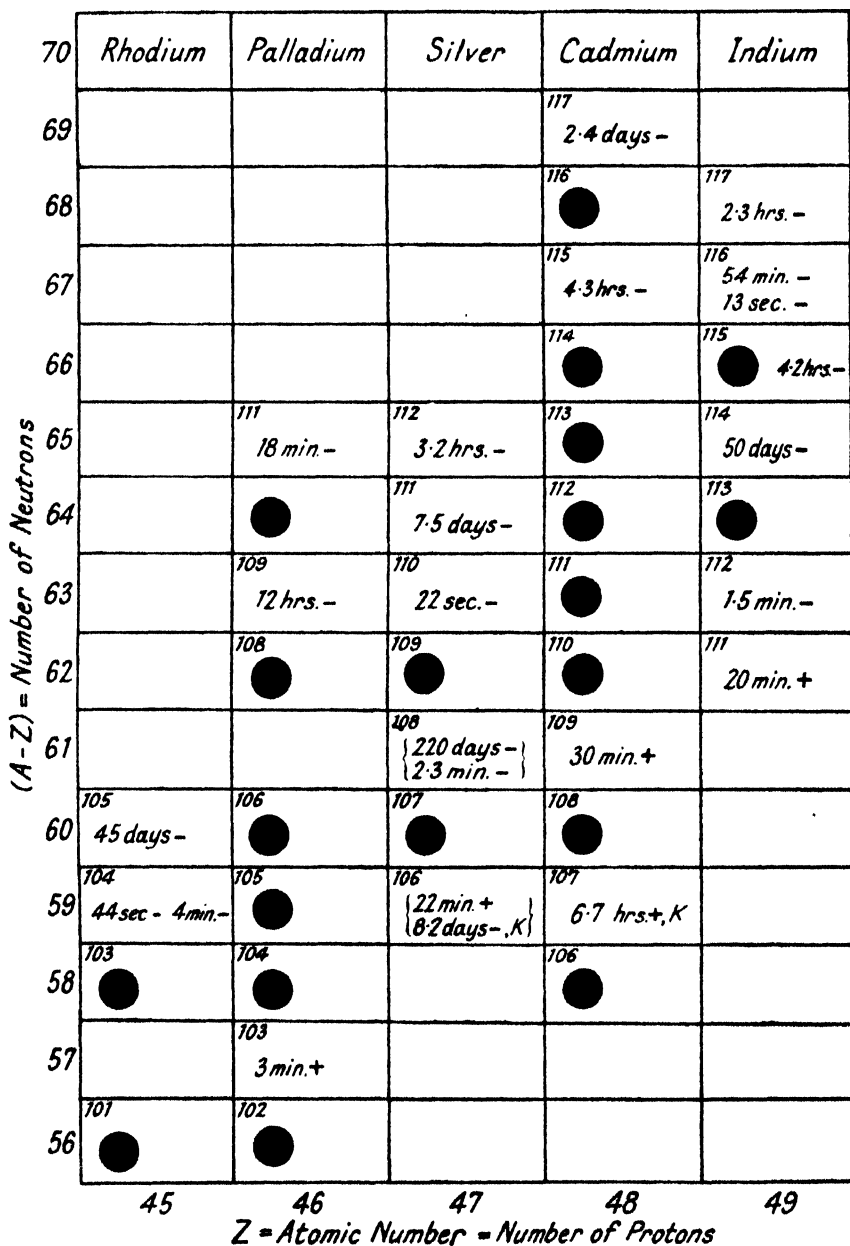 70 Rhodium Palladium Silver Cadmium Indium
117
69 2·4 days -
116 117
68 2·3 hrs. -
115 116
67 4·3 hrs. - 54 min. -
13 sec. -
114 115
66 4·2 hrs -
111 112 113 114
65 18 min. - 3·2 hrs. - 50 days -
111 112 113
64 7·5 days -
109 110 111 112
63 12 hrs. - 22 sec. - 1·5 min. -
108 109 110 111
62 20 min. +
108 109
61 {220 days - 30 min. +
2·3 min. -}
105 106 107 108
60 45 days -
104 105 106 107
59 44 sec - 4 min. - {22 min. + 6·7 hrs. +, K
8·2 days -, K}
103 104 106
58
103
57 3 min. +
101 102
56
45 46 47 48 49
(A - Z) = Number of Neutrons
Z = Atomic Number = Number of Protons